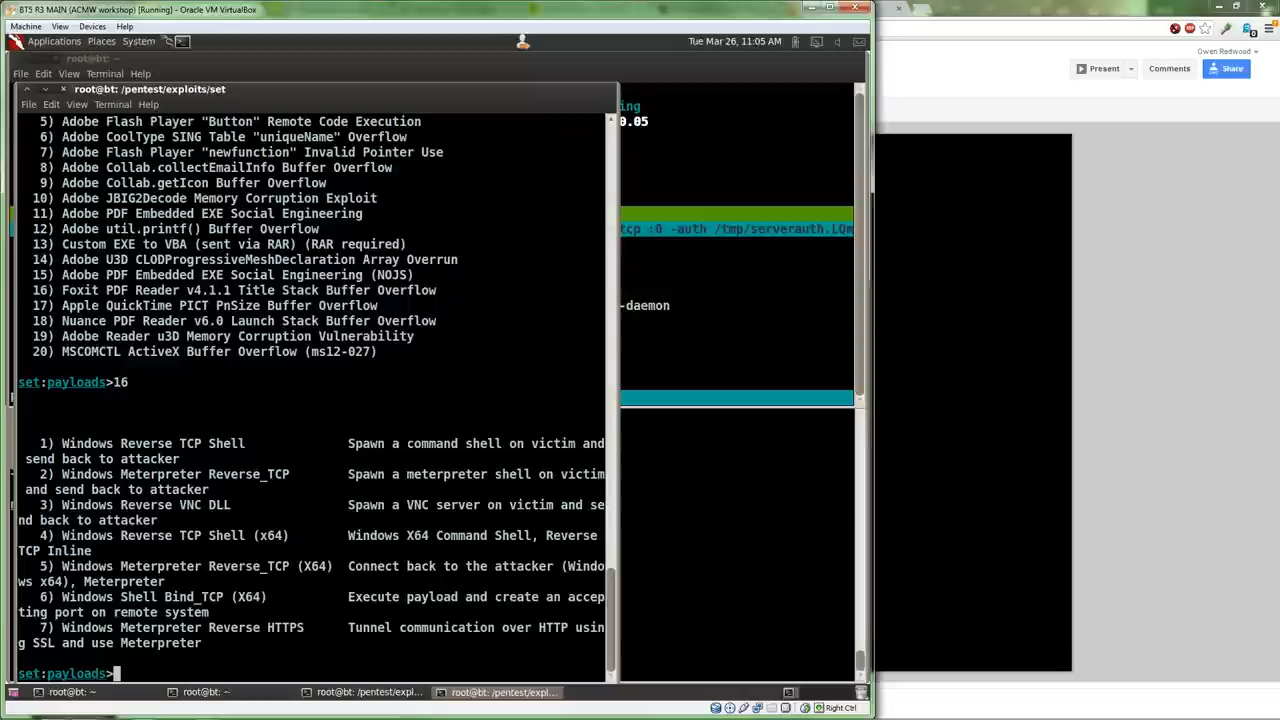 BT5 R3 MAIN (ACMW workshop) [Running] - Oracle VM VirtualBox
Machine View Devices Help
Applications Places System
Tue Mar 26, 11:05 AM
root@bt: ~
File Edit View Terminal Help
root@bt: /pentest/exploits/set
File Edit View Terminal Help
5) Adobe Flash Player "Button" Remote Code Execution
6) Adobe CoolType SING Table "uniqueName" Overflow
7) Adobe Flash Player "newfunction" Invalid Pointer Use
8) Adobe Collab.collectEmailInfo Buffer Overflow
9) Adobe Collab.getIcon Buffer Overflow
10) Adobe JBIG2Decode Memory Corruption Exploit
11) Adobe PDF Embedded EXE Social Engineering
12) Adobe util.printf() Buffer Overflow
13) Custom EXE to VBA (sent via RAR) (RAR required)
14) Adobe U3D CLODProgressiveMeshDeclaration Array Overrun
15) Adobe PDF Embedded EXE Social Engineering (NOJS)
16) Foxit PDF Reader v4.1.1 Title Stack Buffer Overflow
17) Apple QuickTime PICT PnSize Buffer Overflow
18) Nuance PDF Reader v6.0 Launch Stack Buffer Overflow
19) Adobe Reader u3D Memory Corruption Vulnerability
20) MSCOMCTL ActiveX Buffer Overflow (ms12-027)
set:payloads>16
1) Windows Reverse TCP Shell Spawn a command shell on victim and
send back to attacker
2) Windows Meterpreter Reverse_TCP Spawn a meterpreter shell on victim
and send back to attacker
3) Windows Reverse VNC DLL Spawn a VNC server on victim and se
nd back to attacker
4) Windows Reverse TCP Shell (x64) Windows X64 Command Shell, Reverse
TCP Inline
5) Windows Meterpreter Reverse_TCP (X64) Connect back to the attacker (Windo
ws x64), Meterpreter
6) Windows Shell Bind_TCP (X64) Execute payload and create an accep
ting port on remote system
7) Windows Meterpreter Reverse HTTPS Tunnel communication over HTTP usin
g SSL and use Meterpreter
set:payloads>
ing
0.05
tcp :0 -auth /tmp/serverauth.LQm
-daemon
root@bt: ~
root@bt: ~
root@bt: /pentest/expl...
root@bt: /pentest/expl...
Right Ctrl
Owen Redwood
Present
Comments
Share